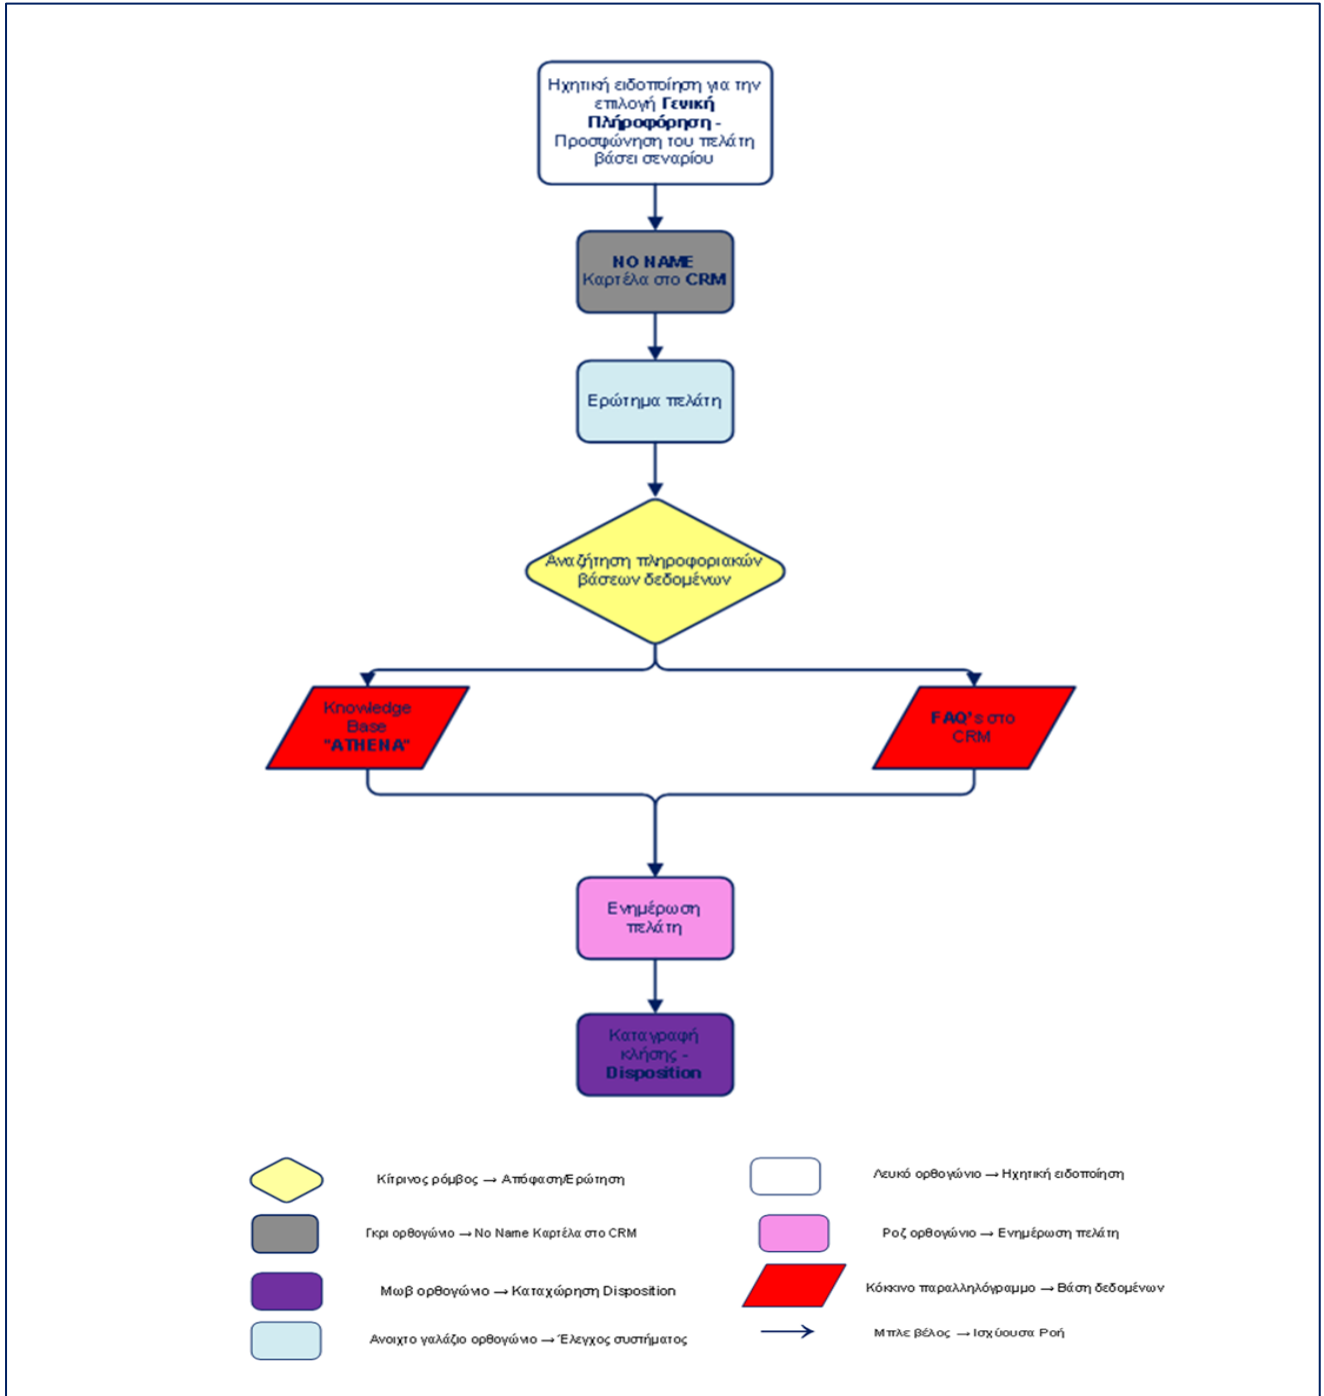 Ηχητική ειδοποίηση για την
επιλογή Γενική
Πλήροφόρηση -
Προσφώνηση του πελάτη
βάσει σεναρίου
NO NAME
Καρτέλα στο CRM
Ερώτημα πελάτη
Αναζήτηση πληροφοριακών
βάσεων δεδομένων
Knowledge
Base
"ATHENA"
FAQ's στο
CRM
Ενημέρωση
πελάτη
Καταγραφή
κλήσης -
Disposition
Κίτρινος ρόμβος → Απόφαση/Ερώτηση
Λευκό ορθογώνιο → Ηχητική ειδοποίηση
Γκρι ορθογώνιο → No Name Καρτέλα στο CRM
Ροζ ορθογώνιο → Ενημέρωση πελάτη
Μωβ ορθογώνιο → Καταχώρηση Disposition
Κόκκινο παραλληλόγραμμο → Βάση δεδομένων
Ανοιχτο γαλάζιο ορθογώνιο → Έλεγχος συστήματος
Μπλε βέλος → Ισχύουσα Ροή